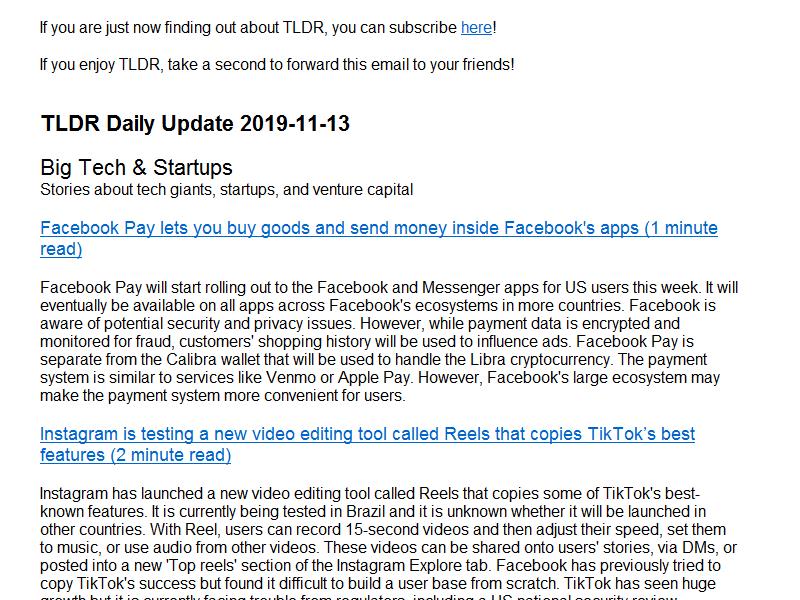 If you are just now finding out about TLDR, you can subscribe here!
If you enjoy TLDR, take a second to forward this email to your friends!
TLDR Daily Update 2019-11-13
Big Tech & Startups
Stories about tech giants, startups, and venture capital
Facebook Pay lets you buy goods and send money inside Facebook's apps (1 minute
read)
Facebook Pay will start rolling out to the Facebook and Messenger apps for US users this week. It will
eventually be available on all apps across Facebook's ecosystems in more countries. Facebook is
aware of potential security and privacy issues. However, while payment data is encrypted and
monitored for fraud, customers' shopping history will be used to influence ads. Facebook Pay is
separate from the Calibra wallet that will be used to handle the Libra cryptocurrency. The payment
system is similar to services like Venmo or Apple Pay. However, Facebook's large ecosystem may
make the payment system more convenient for users.
Instagram is testing a new video editing tool called Reels that copies TikTok’s best
features (2 minute read)
Instagram has launched a new video editing tool called Reels that copies some of TikTok's best-
known features. It is currently being tested in Brazil and it is unknown whether it will be launched in
other countries. With Reel, users can record 15-second videos and then adjust their speed, set them
to music, or use audio from other videos. These videos can be shared onto users' stories, via DMs, or
posted into a new 'Top reels' section of the Instagram Explore tab. Facebook has previously tried to
copy TikTok's success but found it difficult to build a user base from scratch. TikTok has seen huge
growth but it is currently facing trouble from regulators, including a US national security review.